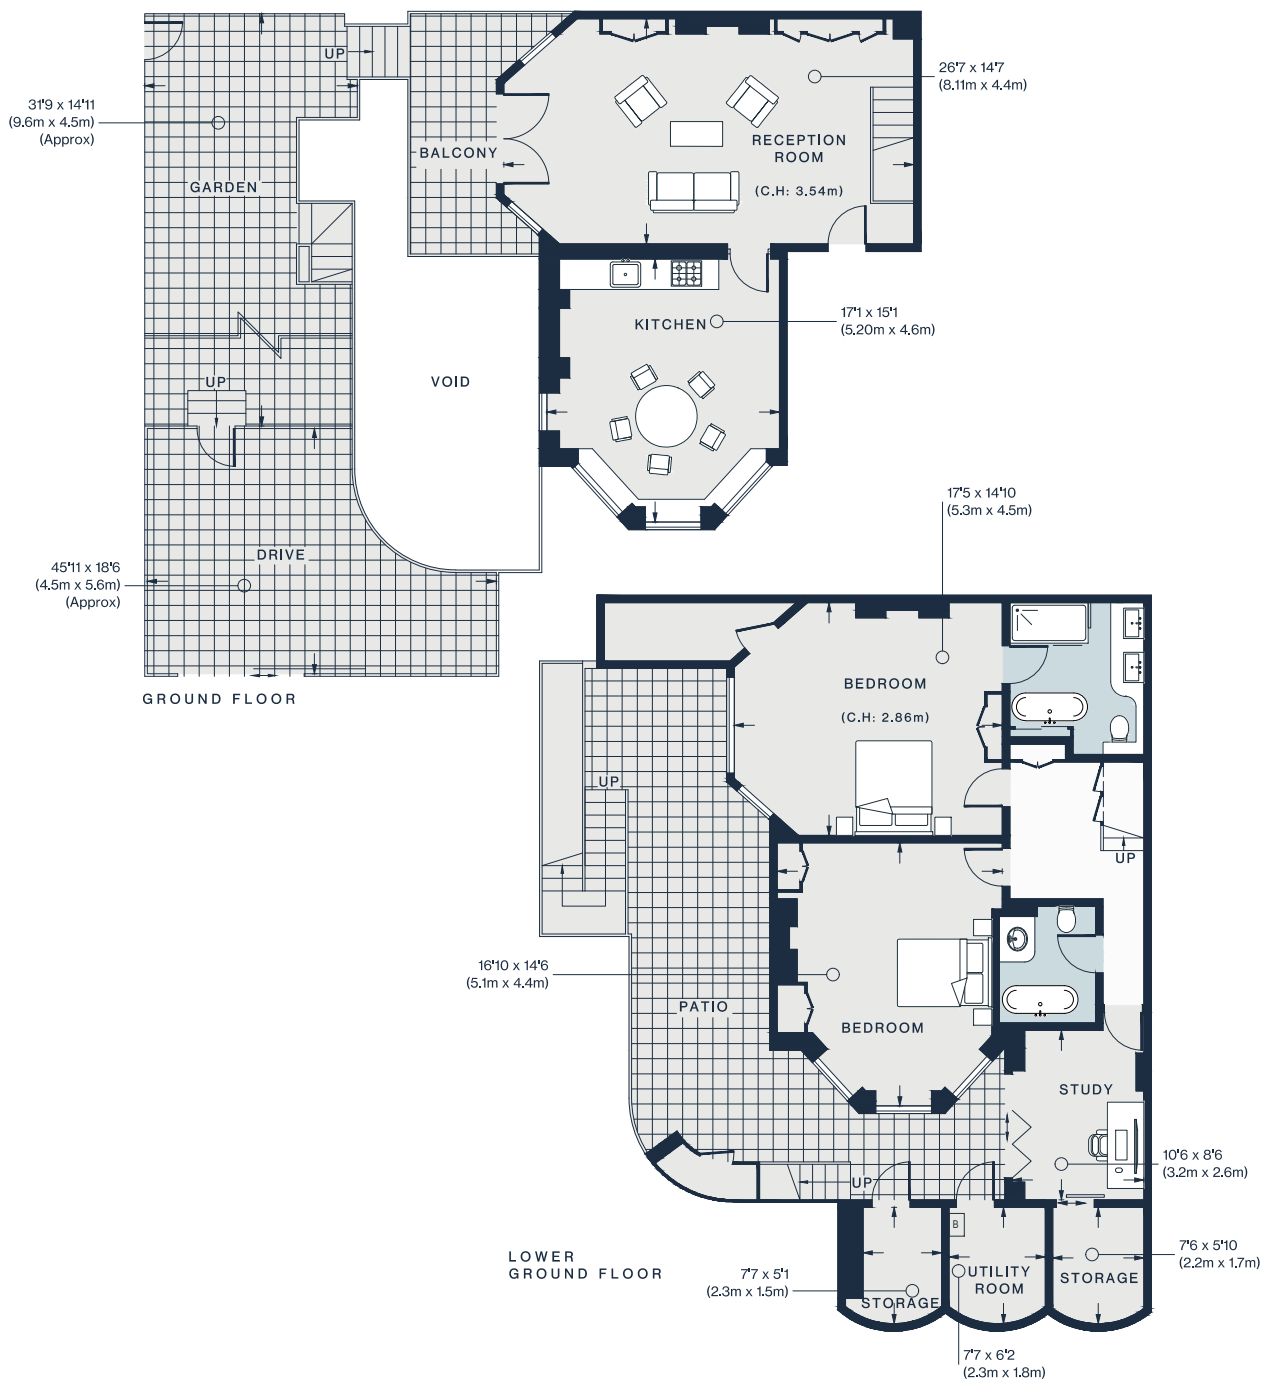 UP
26'7 x 14'7
(8.11m x 4.4m)
31'9 x 14'11
(9.6m x 4.5m)
(Approx)
RECEPTION
ROOM
BALCONY
GARDEN
(C.H: 3.54m)
KITCHEN
17'1 x 15'1
(5.20m x 4.6m)
UP
VOID
17'5 x 14'10
(5.3m x 4.5m)
DRIVE
45'11 x 18'6
(4.5m x 5.6m)
(Approx)
GROUND FLOOR
BEDROOM
(C.H: 2.86m)
UP
UP
16'10 x 14'6
(5.1m x 4.4m)
PATIO
BEDROOM
STUDY
10'6 x 8'6
(3.2m x 2.6m)
UP
B
LOWER
GROUND FLOOR
7'6 x 5'10
(2.2m x 1.7m)
7'7 x 5'1
(2.3m x 1.5m)
UTILITY
ROOM
STORAGE
STORAGE
7'7 x 6'2
(2.3m x 1.8m)